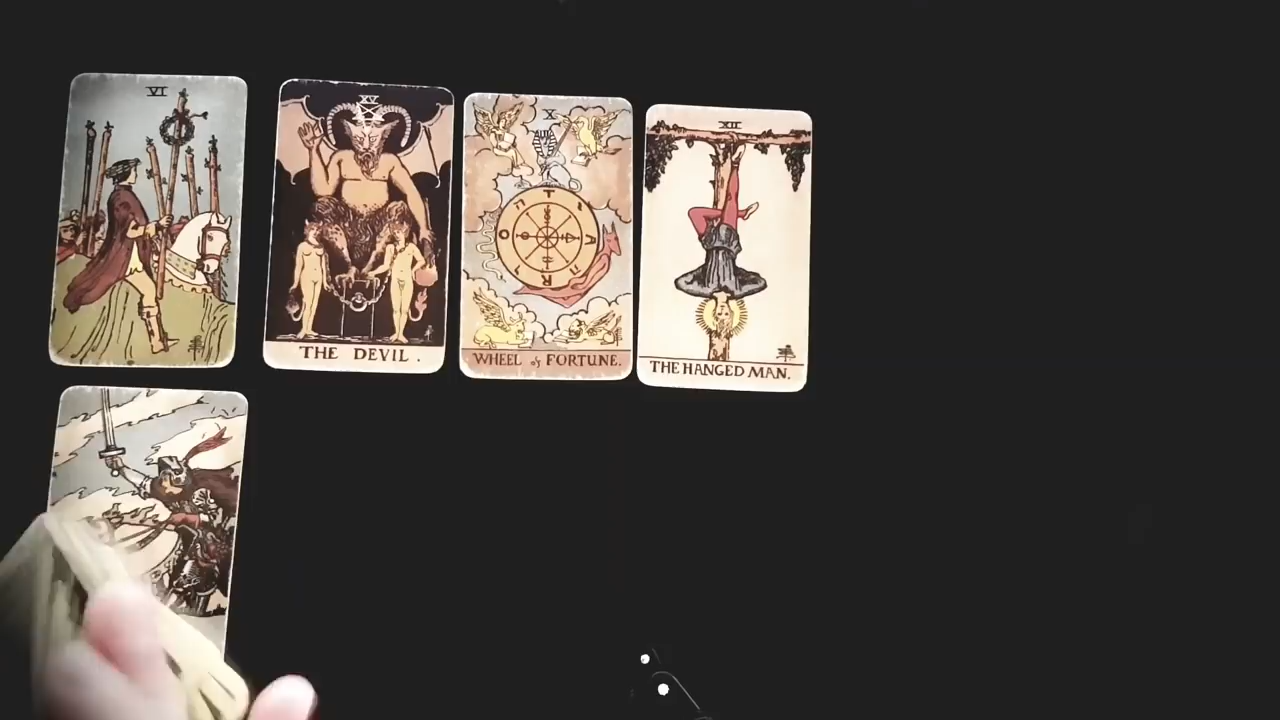 VI
XV
THE DEVIL.
X
T A R O
WHEEL of FORTUNE.
XII
THE HANGED MAN.